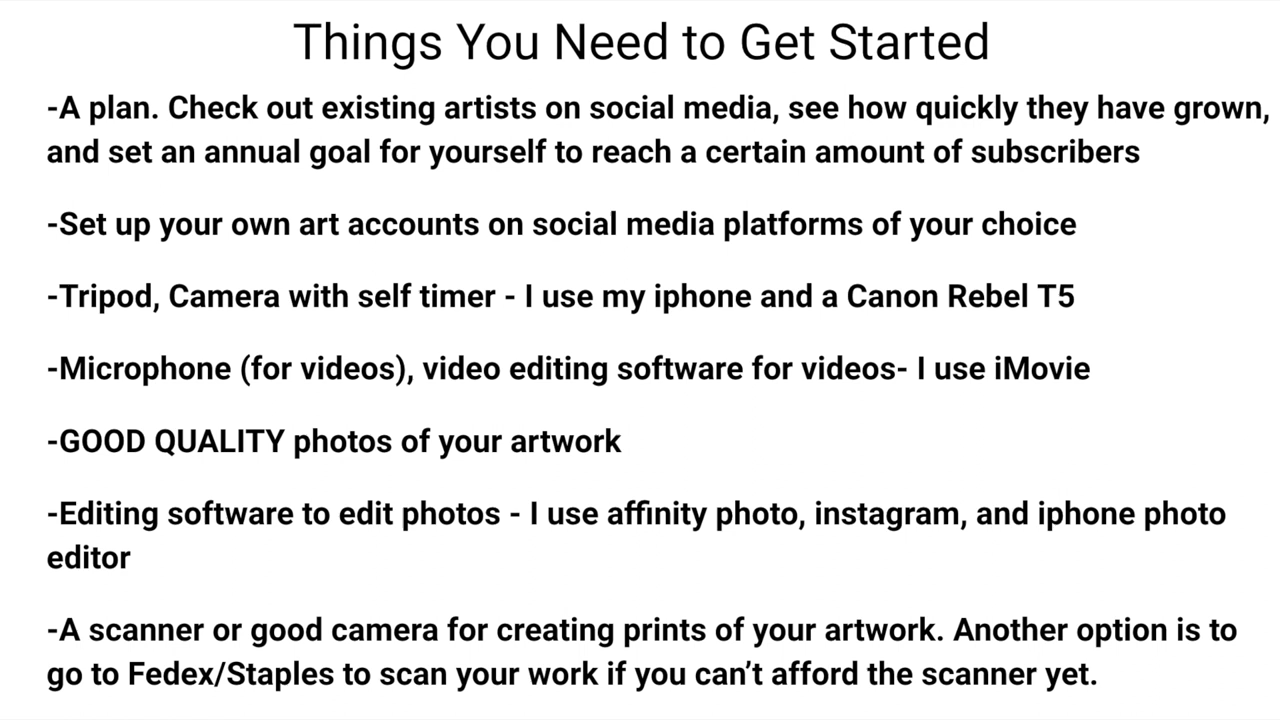 Things You Need to Get Started
-A plan. Check out existing artists on social media, see how quickly they have grown,
and set an annual goal for yourself to reach a certain amount of subscribers
-Set up your own art accounts on social media platforms of your choice
-Tripod, Camera with self timer - I use my iphone and a Canon Rebel T5
-Microphone (for videos), video editing software for videos- I use iMovie
-GOOD QUALITY photos of your artwork
-Editing software to edit photos - I use affinity photo, instagram, and iphone photo
editor
-A scanner or good camera for creating prints of your artwork. Another option is to
go to Fedex/Staples to scan your work if you can’t afford the scanner yet.